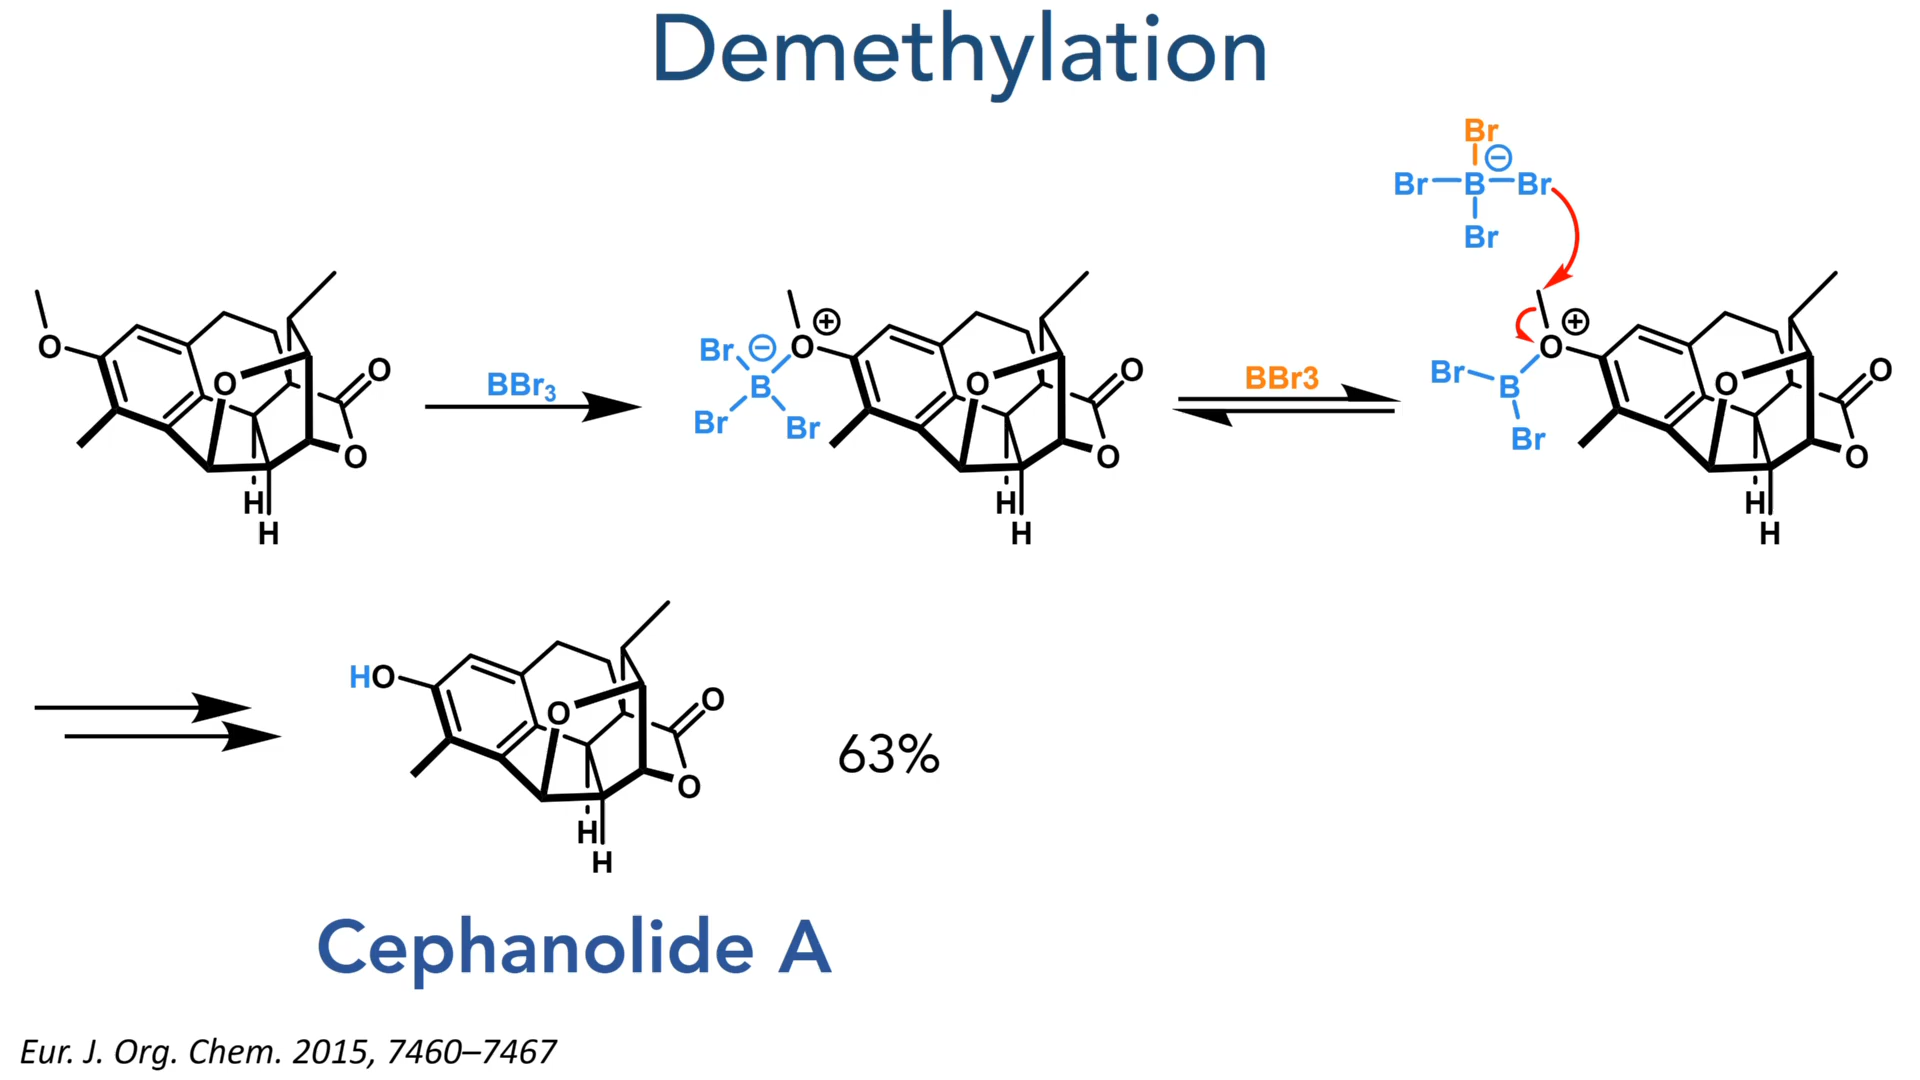 Demethylation
Br
Br B ⊖ Br
Br
O
O
O
O
H
H
BBr₃
Br ⊖ O ⊕
B
Br Br
O
O
O
H
H
BBr3
O ⊕
Br B
Br
O
O
O
H
H
HO
O
O
O
H
H
63%
Cephanolide A
Eur. J. Org. Chem. 2015, 7460–7467